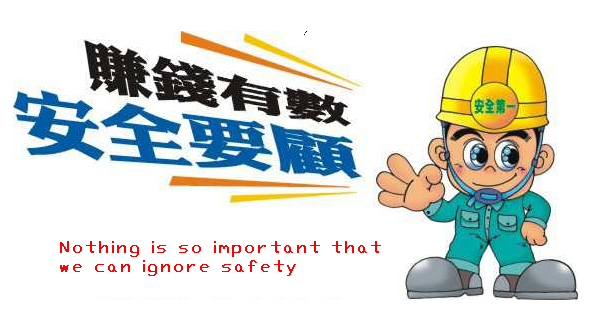 賺錢有數
安全要顧
安全第一
Nothing is so important that
we can ignore safety